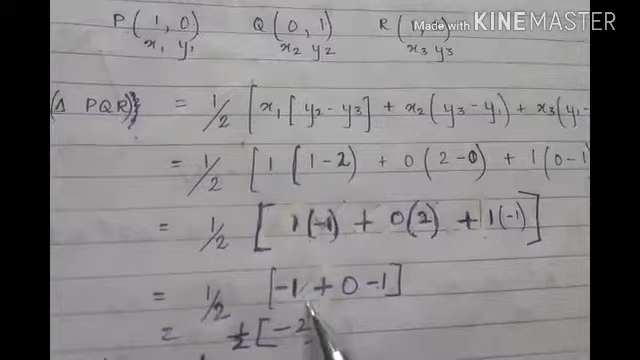 Made with KINEMASTER
P(1, 0) Q(0, 1) R(1,
x₁ y₁ x₂ y₂ x₃ y₃
(Δ PQR)} = 1/2 [x₁[y₂ - y₃] + x₂(y₃ - y₁) + x₃(y₁ -
= 1/2 [1(1-2) + 0(2-0) + 1(0-1)
= 1/2 [1(-1) + 0(2) + 1(-1)]
= 1/2 [-1 + 0 -1]
= 1/2 [-2